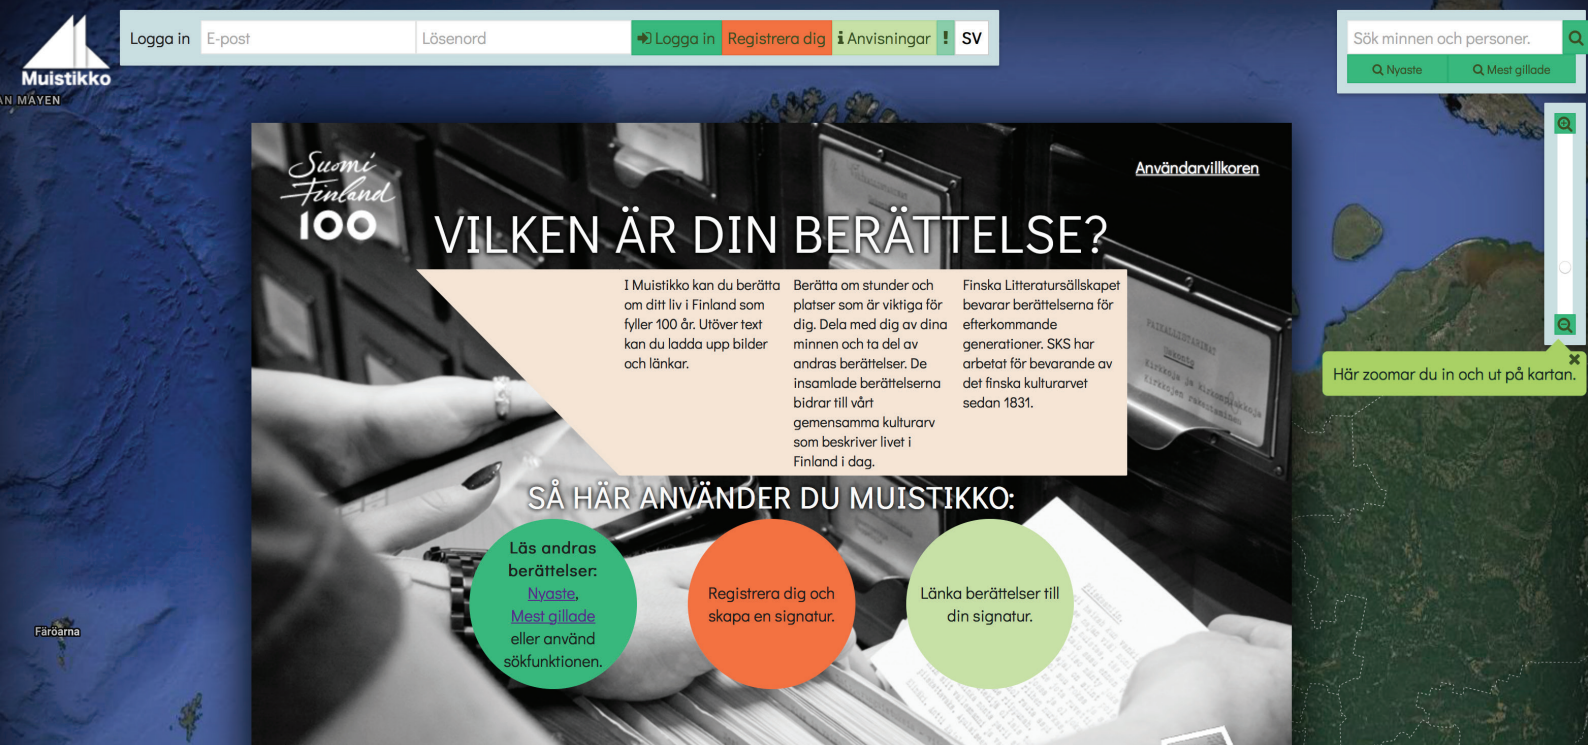 Muistikko
AN MAYEN
Logga in E-post Lösenord Logga in Registrera dig Anvisningar ! SV
Sök minnen och personer.
Nyaste Mest gillade
Suomi
Finland
100
Användarvillkoren
VILKEN ÄR DIN BERÄTTELSE?
I Muistikko kan du berätta
om ditt liv i Finland som
fyller 100 år. Utöver text
kan du ladda upp bilder
och länkar.
Berätta om stunder och
platser som är viktiga för
dig. Dela med dig av dina
minnen och ta del av
andras berättelser. De
insamlade berättelserna
bidrar till vårt
gemensamma kulturarv
som beskriver livet i
Finland i dag.
Finska Litteratursällskapet
bevarar berättelserna för
efterkommande
generationer. SKS har
arbetat för bevarande av
det finska kulturarvet
sedan 1831.
PAIKALLISTARINAT
Uskonto
Kirkkoja ja kirkonpaikkoja
Kirkkojen rakentaminen
Här zoomar du in och ut på kartan.
SÅ HÄR ANVÄNDER DU MUISTIKKO:
Läs andras
berättelser:
Nyaste,
Mest gillade
eller använd
sökfunktionen.
Registrera dig och
skapa en signatur.
Länka berättelser till
din signatur.
Färöarna